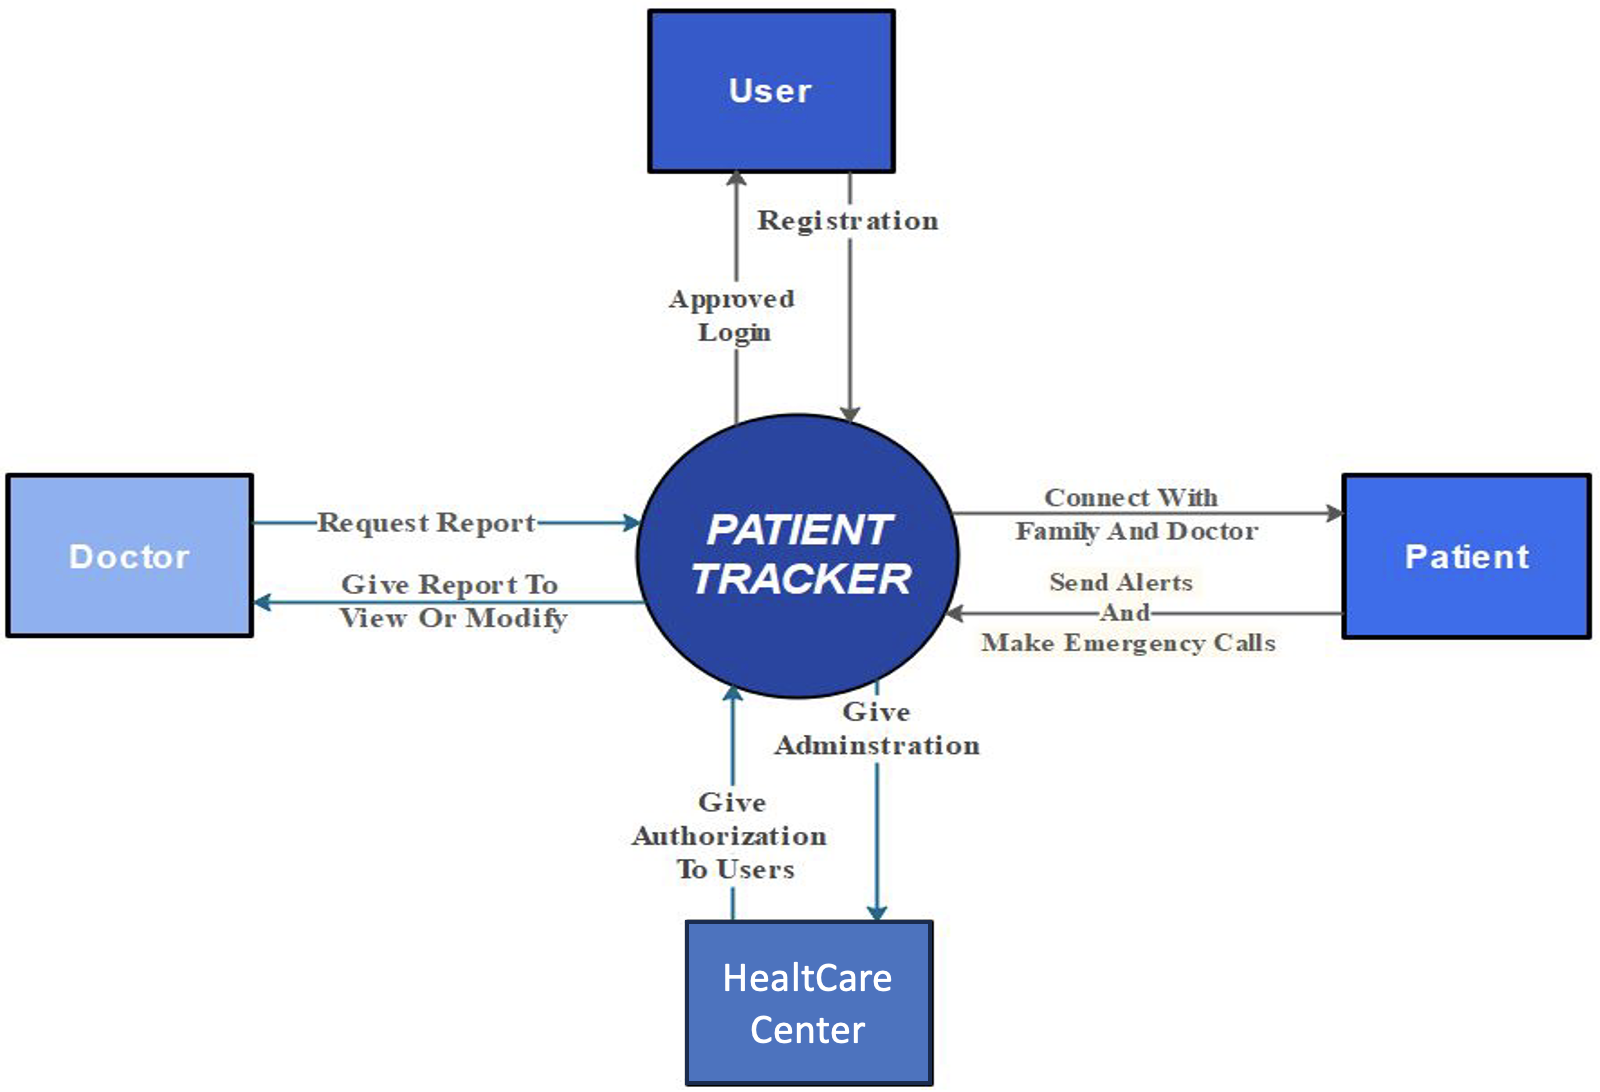 User
Registration
Approved
Login
Doctor
Request Report
Give Report To
View Or Modify
PATIENT
TRACKER
Connect With
Family And Doctor
Send Alerts
And
Make Emergency Calls
Patient
Give
Adminstration
Give
Authorization
To Users
HealtCare
Center